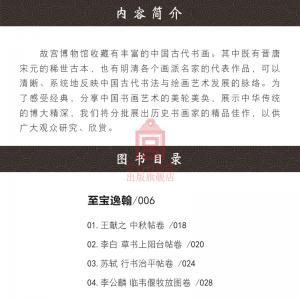 内容简介
故宫博物馆收藏有丰富的中国古代书画。其中既有晋唐
宋元的稀世古本，也有明清各个画派名家的代表作品，可以
清晰、系统地反映中国古代书法与绘画艺术发展的脉络。为
了感受经典，分享中国书画艺术的美轮美奂，展示中华传统
的博大精深，我们将分批展出历史书画家的精品佳作，以供
广大观众研究、欣赏。
出版旗舰店
图书目录
至宝逸翰/006
01. 王献之 中秋帖卷 /018
02. 李白 草书上阳台帖卷 /020
03. 苏轼 行书治平帖卷 /024
04. 李公麟 临韦偃牧放图卷 /028